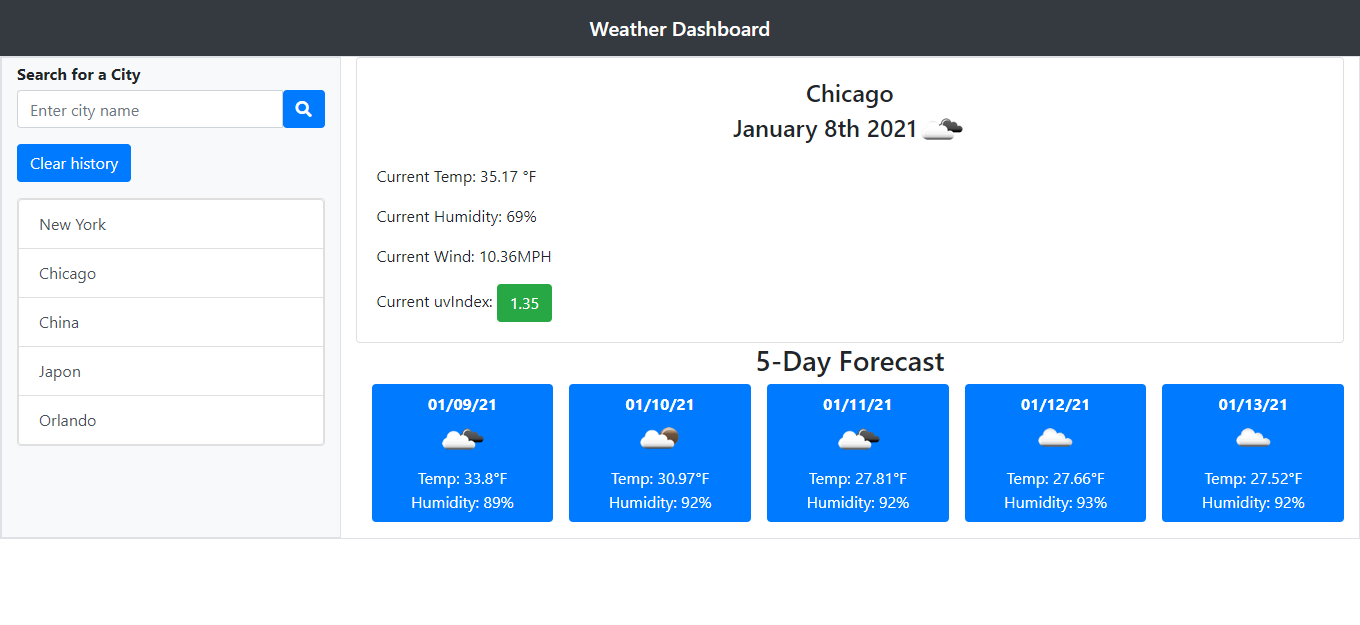 Weather Dashboard
Search for a City
Enter city name
Clear history
New York
Chicago
China
Japon
Orlando
Chicago
January 8th 2021
Current Temp: 35.17 °F
Current Humidity: 69%
Current Wind: 10.36MPH
Current uvIndex: 1.35
5-Day Forecast
01/09/21
Temp: 33.8°F
Humidity: 89%
01/10/21
Temp: 30.97°F
Humidity: 92%
01/11/21
Temp: 27.81°F
Humidity: 92%
01/12/21
Temp: 27.66°F
Humidity: 93%
01/13/21
Temp: 27.52°F
Humidity: 92%